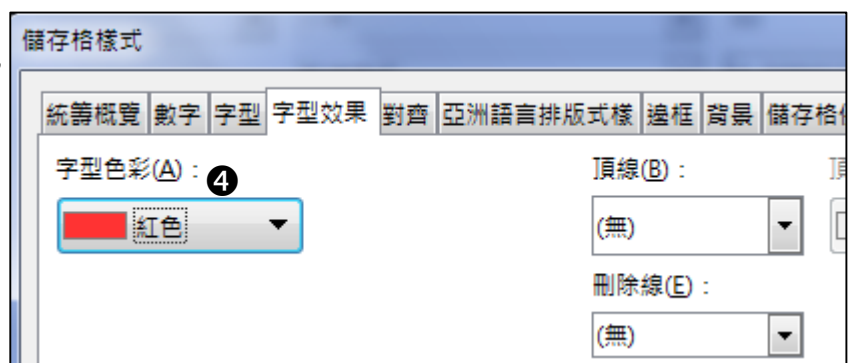 儲存格樣式
統籌概覽 數字 字型 字型效果 對齊 亞洲語言排版式樣 邊框 背景 儲存格
字型色彩(A)： ❹ 頂線(B)：
紅色 (無)
刪除線(E)：
(無)